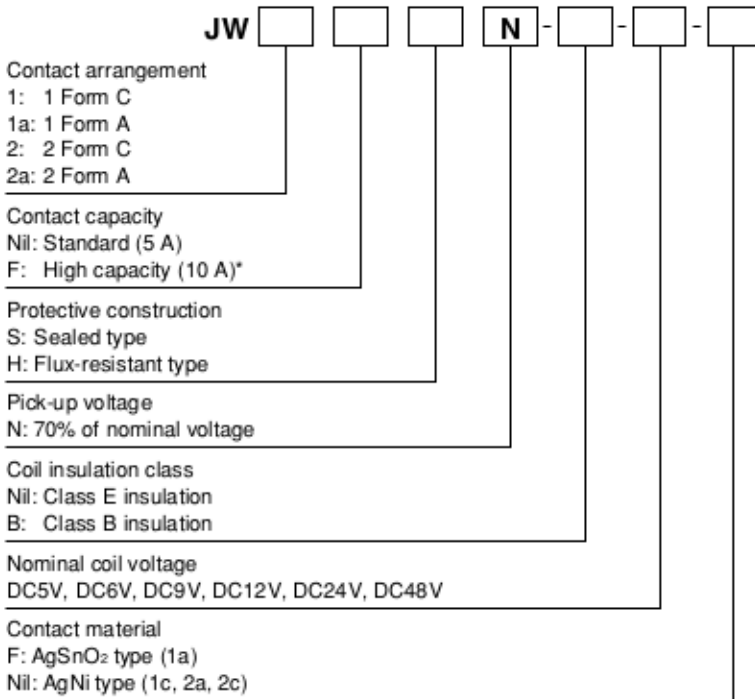 JW N - - -
Contact arrangement
1: 1 Form C
1a: 1 Form A
2: 2 Form C
2a: 2 Form A
Contact capacity
Nil: Standard (5 A)
F: High capacity (10 A)*
Protective construction
S: Sealed type
H: Flux-resistant type
Pick-up voltage
N: 70% of nominal voltage
Coil insulation class
Nil: Class E insulation
B: Class B insulation
Nominal coil voltage
DC5V, DC6V, DC9V, DC12V, DC24V, DC48V
Contact material
F: AgSnO₂ type (1a)
Nil: AgNi type (1c, 2a, 2c)